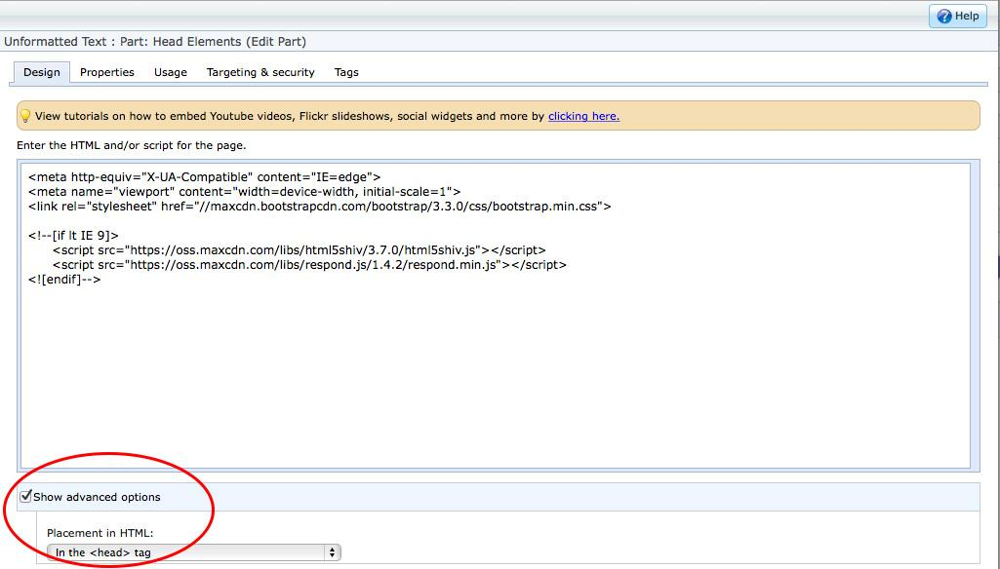 Help
Unformatted Text : Part: Head Elements (Edit Part)
Design Properties Usage Targeting & security Tags
View tutorials on how to embed Youtube videos, Flickr slideshows, social widgets and more by clicking here.
Enter the HTML and/or script for the page.
<meta http-equiv="X-UA-Compatible" content="IE=edge">
<meta name="viewport" content="width=device-width, initial-scale=1">
<link rel="stylesheet" href="//maxcdn.bootstrapcdn.com/bootstrap/3.3.0/css/bootstrap.min.css">
<!--[if lt IE 9]>
<script src="https://oss.maxcdn.com/libs/html5shiv/3.7.0/html5shiv.js"></script>
<script src="https://oss.maxcdn.com/libs/respond.js/1.4.2/respond.min.js"></script>
<![endif]-->
Show advanced options
Placement in HTML:
In the <head> tag